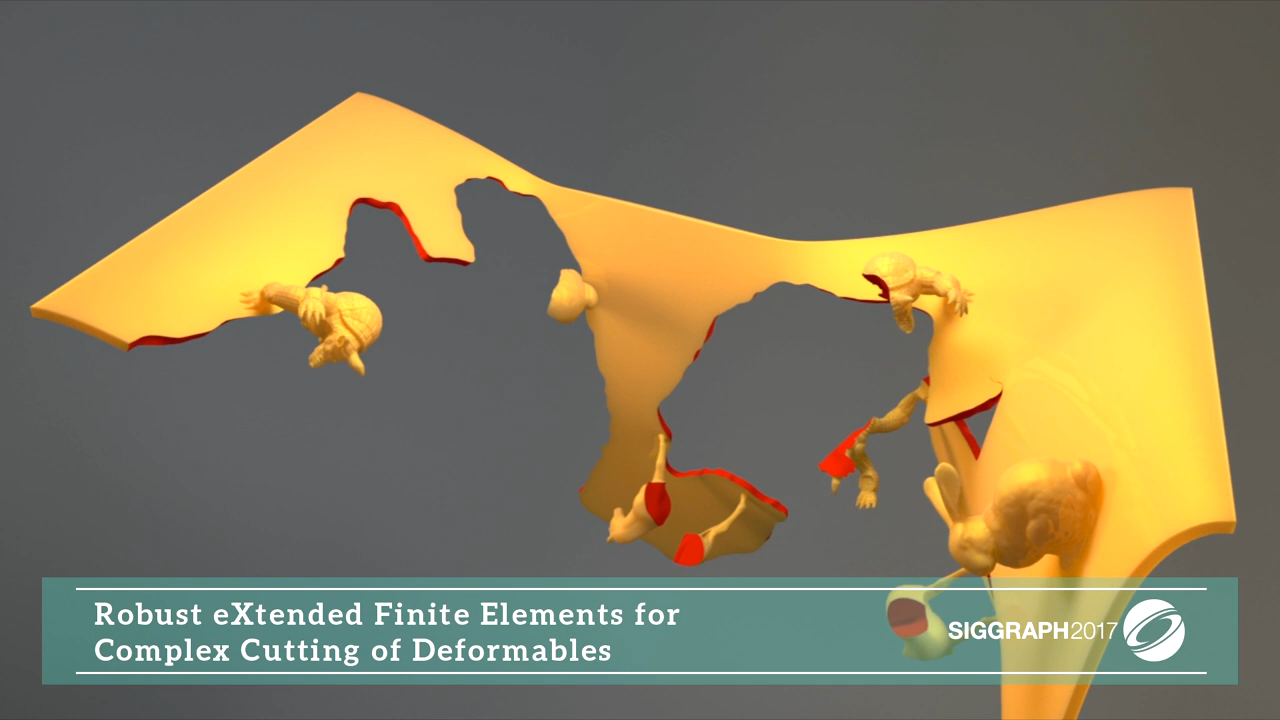 Robust eXtended Finite Elements for
Complex Cutting of Deformables
SIGGRAPH2017